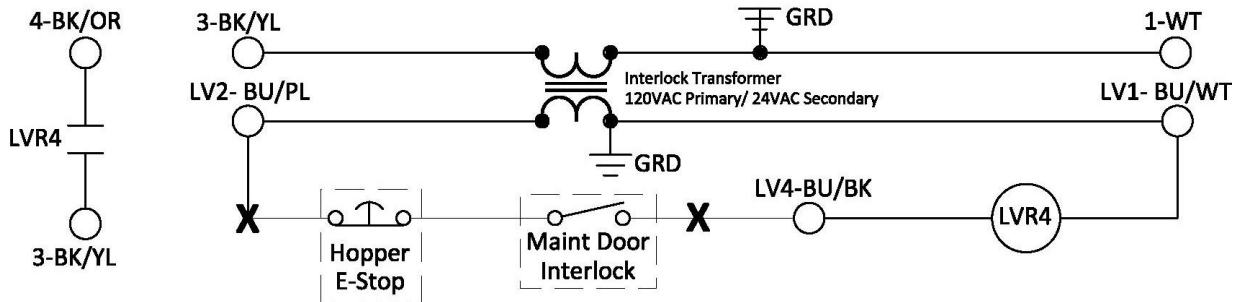 4-BK/OR
3-BK/YL
GRD
1-WT
Interlock Transformer
120VAC Primary/ 24VAC Secondary
LV2- BU/PL
LV1- BU/WT
LVR4
GRD
LV4-BU/BK
X
X
LVR4
3-BK/YL
Hopper
E-Stop
Maint Door
Interlock